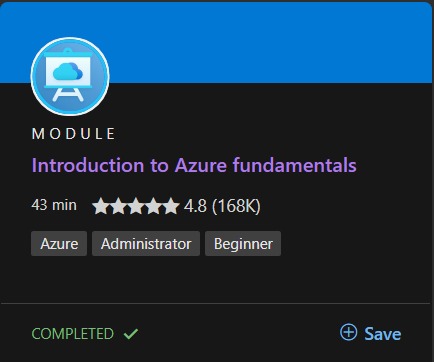 MODULE
Introduction to Azure fundamentals
43 min 4.8 (168K)
Azure Administrator Beginner
COMPLETED Save